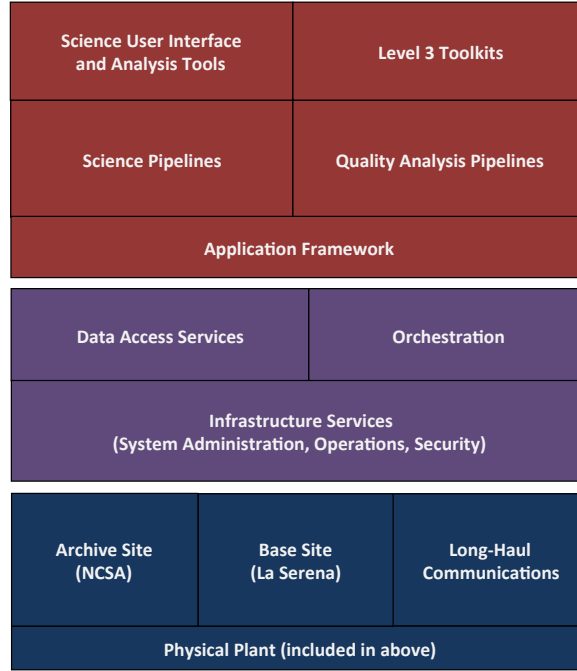 Science User Interface
and Analysis Tools
Level 3 Toolkits
Science Pipelines
Quality Analysis Pipelines
Application Framework
Data Access Services
Orchestration
Infrastructure Services
(System Administration, Operations, Security)
Archive Site
(NCSA)
Base Site
(La Serena)
Long-Haul
Communications
Physical Plant (included in above)